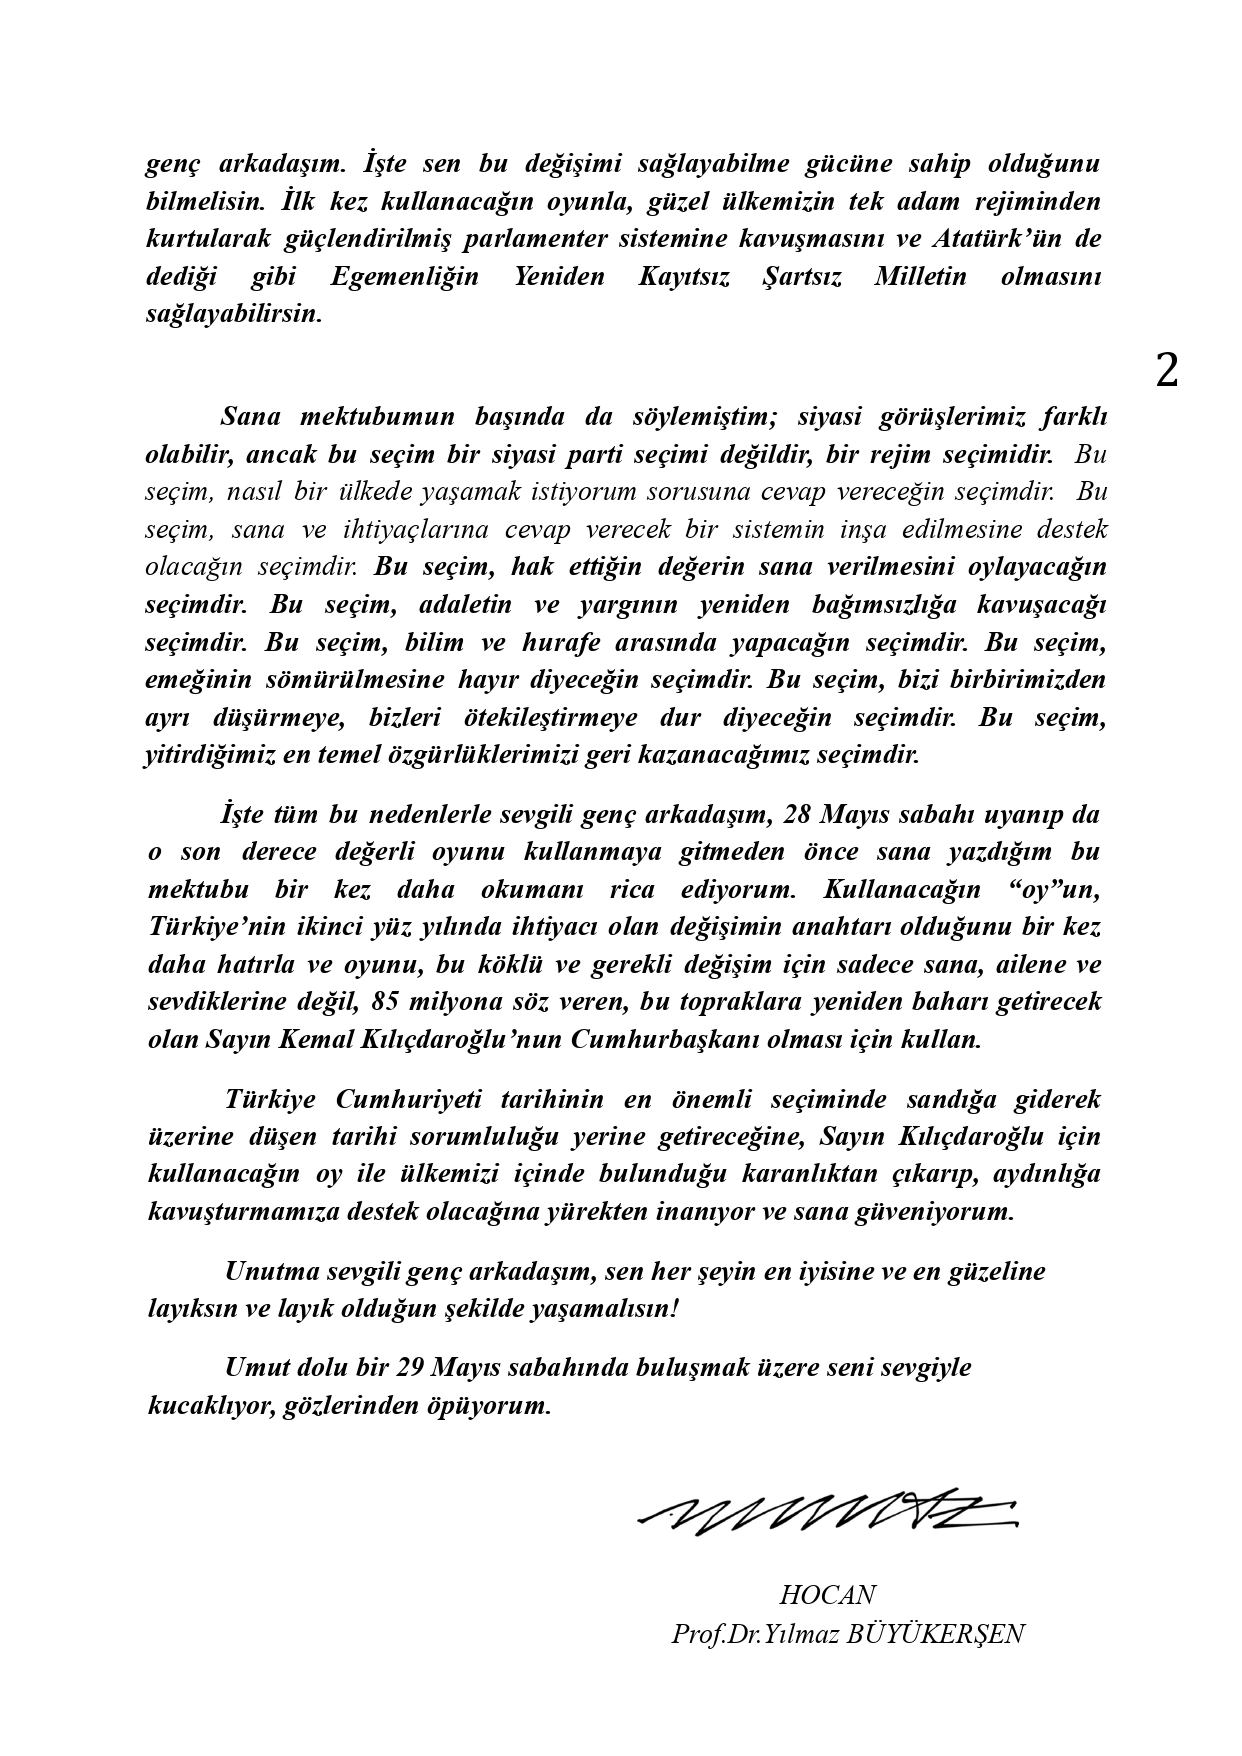 genç arkadaşım. İşte sen bu değişimi sağlayabilme gücüne sahip olduğunu
bilmelisin. İlk kez kullanacağın oyunla, güzel ülkemizin tek adam rejiminden
kurtularak güçlendirilmiş parlamenter sistemine kavuşmasını ve Atatürk’ün de
dediği gibi Egemenliğin Yeniden Kayıtsız Şartsız Milletin olmasını
sağlayabilirsin.
2
Sana mektubumun başında da söylemiştim; siyasi görüşlerimiz farklı
olabilir, ancak bu seçim bir siyasi parti seçimi değildir, bir rejim seçimidir. Bu
seçim, nasıl bir ülkede yaşamak istiyorum sorusuna cevap vereceğin seçimdir. Bu
seçim, sana ve ihtiyaçlarına cevap verecek bir sistemin inşa edilmesine destek
olacağın seçimdir. Bu seçim, hak ettiğin değerin sana verilmesini oylayacağın
seçimdir. Bu seçim, adaletin ve yargının yeniden bağımsızlığa kavuşacağı
seçimdir. Bu seçim, bilim ve hurafe arasında yapacağın seçimdir. Bu seçim,
emeğinin sömürülmesine hayır diyeceğin seçimdir. Bu seçim, bizi birbirimizden
ayrı düşürmeye, bizleri ötekileştirmeye dur diyeceğin seçimdir. Bu seçim,
yitirdiğimiz en temel özgürlüklerimizi geri kazanacağımız seçimdir.
İşte tüm bu nedenlerle sevgili genç arkadaşım, 28 Mayıs sabahı uyanıp da
o son derece değerli oyunu kullanmaya gitmeden önce sana yazdığım bu
mektubu bir kez daha okumanı rica ediyorum. Kullanacağın “oy”un,
Türkiye’nin ikinci yüz yılında ihtiyacı olan değişimin anahtarı olduğunu bir kez
daha hatırla ve oyunu, bu köklü ve gerekli değişim için sadece sana, ailene ve
sevdiklerine değil, 85 milyona söz veren, bu topraklara yeniden baharı getirecek
olan Sayın Kemal Kılıçdaroğlu’nun Cumhurbaşkanı olması için kullan.
Türkiye Cumhuriyeti tarihinin en önemli seçiminde sandığa giderek
üzerine düşen tarihi sorumluluğu yerine getireceğine, Sayın Kılıçdaroğlu için
kullanacağın oy ile ülkemizi içinde bulunduğu karanlıktan çıkarıp, aydınlığa
kavuşturmamıza destek olacağına yürekten inanıyor ve sana güveniyorum.
Unutma sevgili genç arkadaşım, sen her şeyin en iyisine ve en güzeline
layıksın ve layık olduğun şekilde yaşamalısın!
Umut dolu bir 29 Mayıs sabahında buluşmak üzere seni sevgiyle
kucaklıyor, gözlerinden öpüyorum.
HOCAN
Prof.Dr.Yılmaz BÜYÜKERŞEN